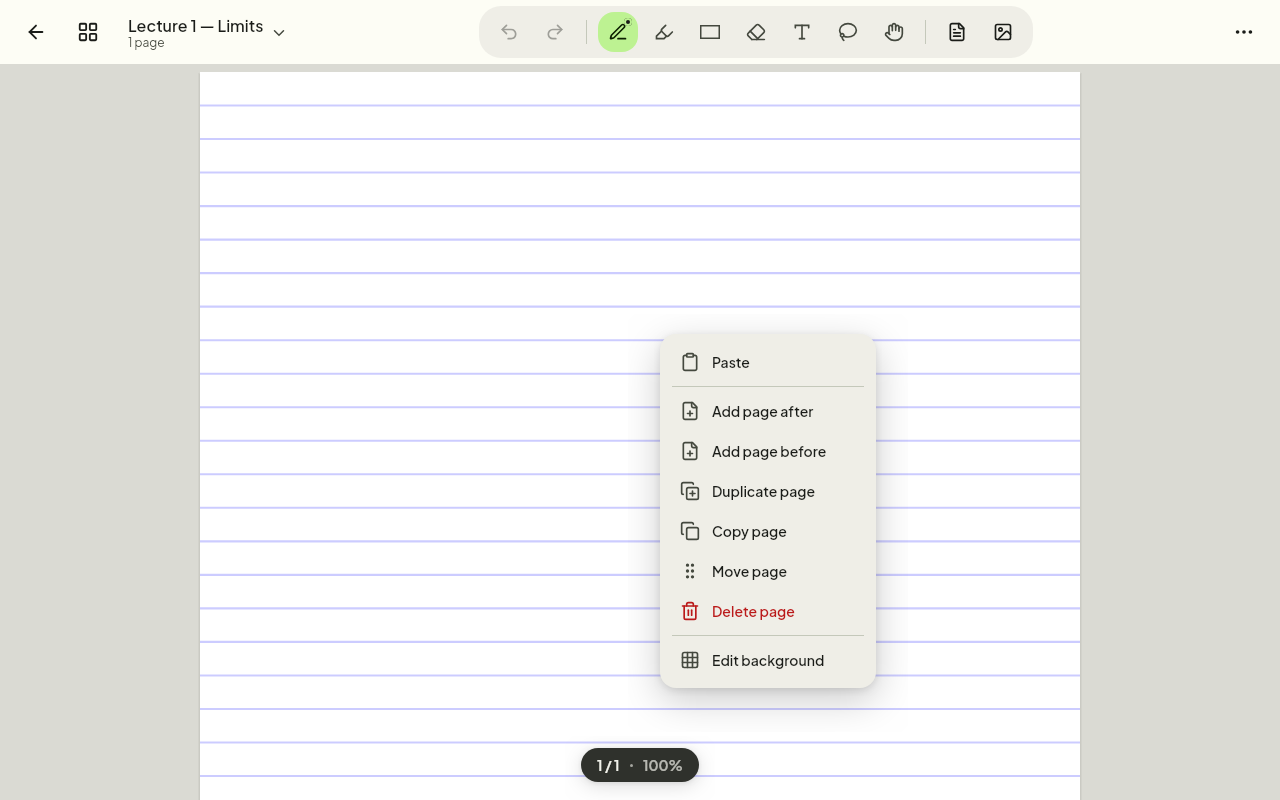 Lecture 1 — Limits
1 page
Paste
Add page after
Add page before
Duplicate page
Copy page
Move page
Delete page
Edit background
1 / 1 · 100%